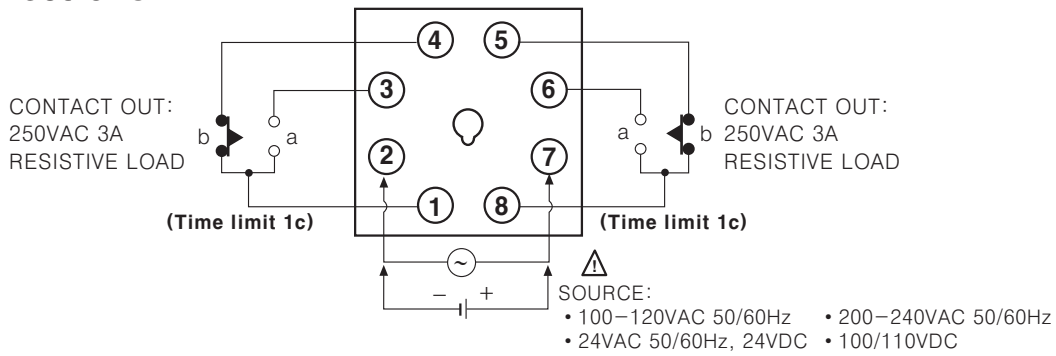 4 5
3 6
CONTACT OUT:
250VAC 3A
RESISTIVE LOAD
b a
a b
CONTACT OUT:
250VAC 3A
RESISTIVE LOAD
2 7
1 8
(Time limit 1c) (Time limit 1c)
~
− +
SOURCE:
• 100−120VAC 50/60Hz • 200−240VAC 50/60Hz
• 24VAC 50/60Hz, 24VDC • 100/110VDC